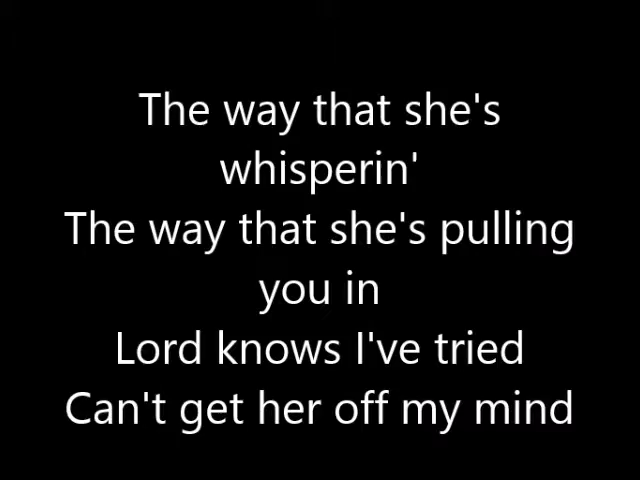 The way that she's
whisperin'
The way that she's pulling
you in
Lord knows I've tried
Can't get her off my mind